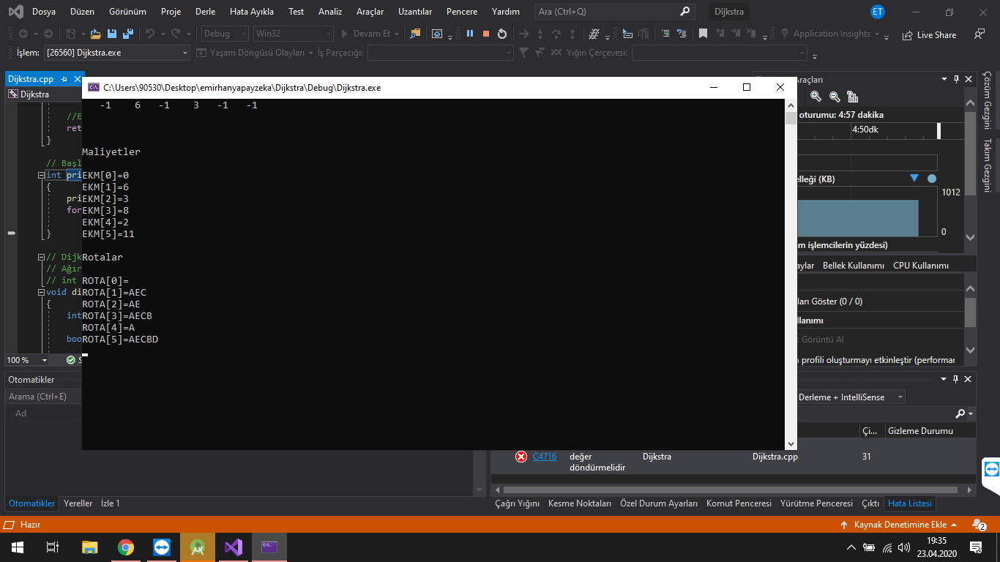 Dosya Düzen Görünüm Proje Derle Hata Ayıkla Test Analiz Araçlar Uzantılar Pencere Yardım Ara (Ctrl+Q) Dijkstra ET
Debug Win32 Devam Et Application Insights Live Share
İşlem: [26560] Dijkstra.exe Yaşam Döngüsü Olayları İş Parçacığı: Yığın Çerçevesi:
Dijkstra.cpp
Dijkstra
//E
ret
}
// Başl
int pri
{
pri
for
}
// Dijk
// Ağır
// int
void di
{
int
boo
100 %
C:\Users\90530\Desktop\emirhanyapayzeka\Dijkstra\Debug\Dijkstra.exe
-1 6 -1 3 -1 -1
Maliyetler
EKM[0]=0
EKM[1]=6
EKM[2]=3
EKM[3]=8
EKM[4]=2
EKM[5]=11
Rotalar
ROTA[0]=
ROTA[1]=AEC
ROTA[2]=AE
ROTA[3]=AECB
ROTA[4]=A
ROTA[5]=AECBD
Araçları
oturumu: 4:57 dakika
4:50dk
elleği (KB)
1012
0
m işlemcilerin yüzdesi)
aylar Bellek Kullanımı CPU Kullanımı
ları Göster (0 / 0)
llanımı
Görüntü Al
profili oluşturmayı etkinleştir (performar
Çözüm Gezgini
Takım Gezgini
Otomatikler
Arama (Ctrl+E)
Ad
Otomatikler Yereller İzle 1
Derleme + IntelliSense
Çi... Gizleme Durumu
C4716 değer döndürmelidir Dijkstra Dijkstra.cpp 31
Çağrı Yığını Kesme Noktaları Özel Durum Ayarları Komut Penceresi Yürütme Penceresi Çıktı Hata Listesi
Hazır Kaynak Denetimine Ekle 2
19:35
23.04.2020